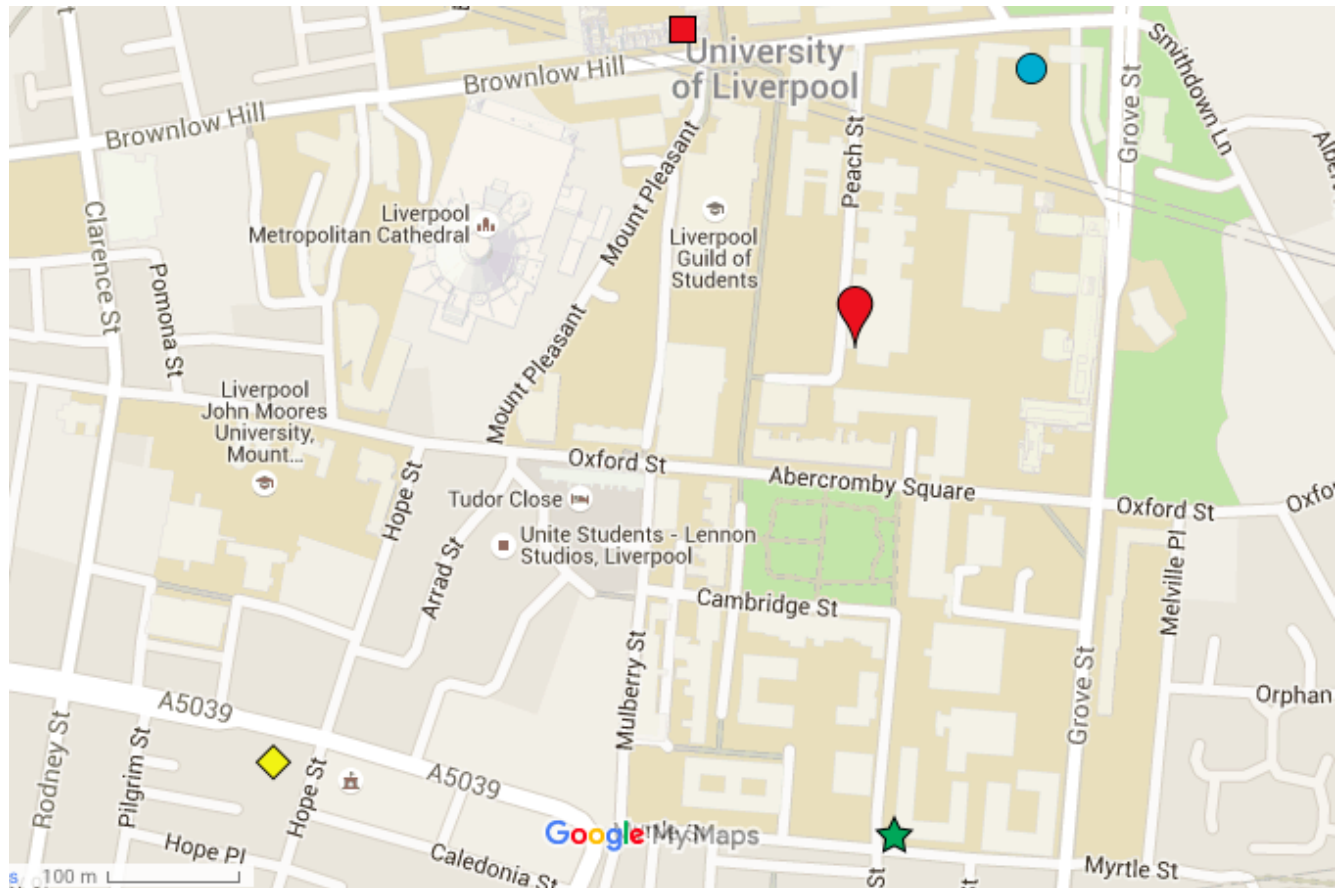 University
of Liverpool
Brownlow Hill
Brownlow Hill
Smithdown Ln
Grove St
Peach St
Mount Pleasant
Liverpool
Metropolitan Cathedral
Liverpool
Guild of
Students
Clarence St
Pomona St
Mount Pleasant
Liverpool
John Moores
University,
Mount...
Hope St
Oxford St
Abercromby Square
Oxford St
Tudor Close
Unite Students - Lennon
Studios, Liverpool
Arrad St
Cambridge St
Melville Pl
Mulberry St
Grove St
Orphan
A5039
A5039
Rodney St
Pilgrim St
Hope St
Hope Pl
Caledonia St
Google My Maps
Myrtle St
St
100 m